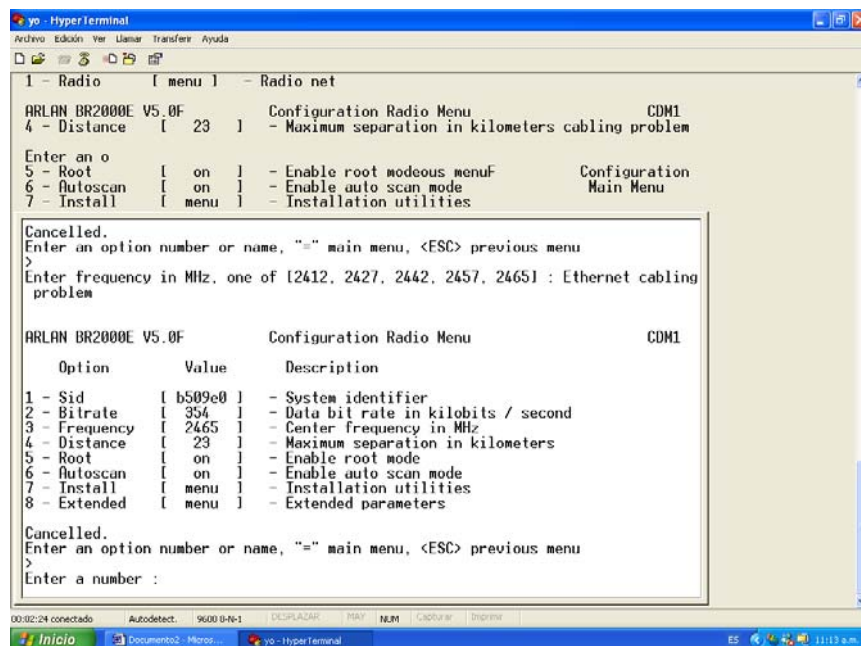 yo - HyperTerminal
Archivo Edición Ver Llamar Transferir Ayuda
1 - Radio [ menu ] - Radio net
ARLAN BR2000E V5.0F Configuration Radio Menu CDM1
4 - Distance [ 23 ] - Maximum separation in kilometers cabling problem
Enter an o
5 - Root [ on ] - Enable root modeous menuF Configuration
6 - Autoscan [ on ] - Enable auto scan mode Main Menu
7 - Install [ menu ] - Installation utilities
Cancelled.
Enter an option number or name, "=" main menu, <ESC> previous menu
>
Enter frequency in MHz, one of [2412, 2427, 2442, 2457, 2465] : Ethernet cabling
problem
ARLAN BR2000E V5.0F Configuration Radio Menu CDM1
Option Value Description
1 - Sid [ b509e0 ] - System identifier
2 - Bitrate [ 354 ] - Data bit rate in kilobits / second
3 - Frequency [ 2465 ] - Center frequency in MHz
4 - Distance [ 23 ] - Maximum separation in kilometers
5 - Root [ on ] - Enable root mode
6 - Autoscan [ on ] - Enable auto scan mode
7 - Install [ menu ] - Installation utilities
8 - Extended [ menu ] - Extended parameters
Cancelled.
Enter an option number or name, "=" main menu, <ESC> previous menu
>
Enter a number :
00:02:24 conectado Autodetect. 9600 8-N-1 DESPLAZAR MAY NUM Capturar Imprimir
Inicio Documento2 - Micros... yo - HyperTerminal ES 11:13 a.m.